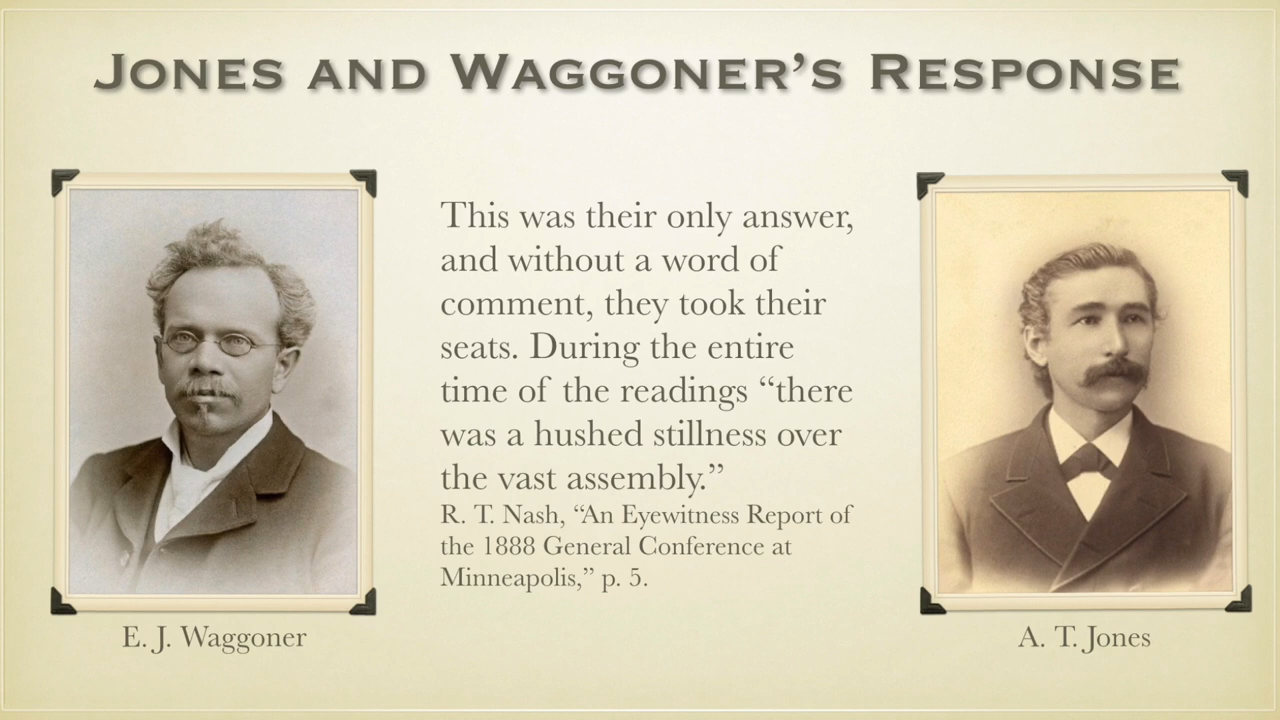 Jones and Waggoner’s Response
This was their only answer,
and without a word of
comment, they took their
seats. During the entire
time of the readings “there
was a hushed stillness over
the vast assembly.”
R. T. Nash, “An Eyewitness Report of
the 1888 General Conference at
Minneapolis,” p. 5.
E. J. Waggoner
A. T. Jones